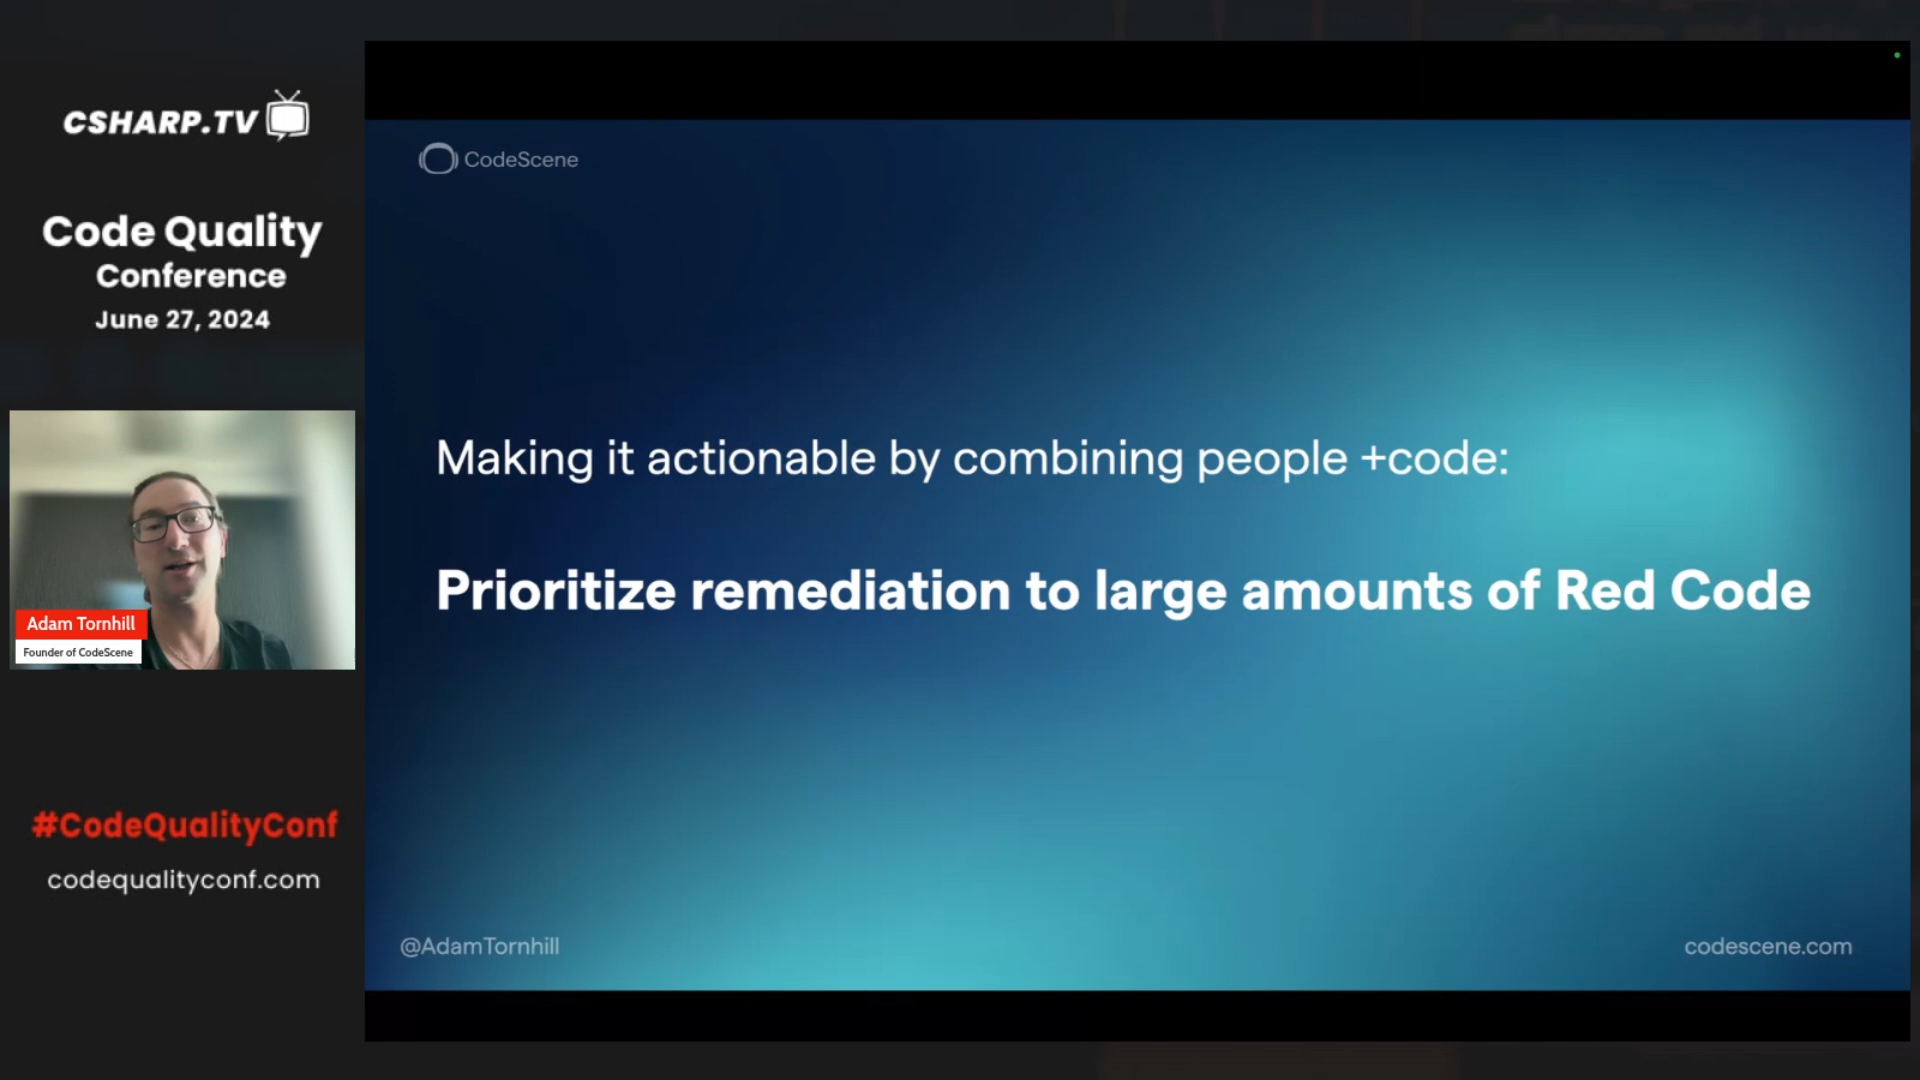 CSHARP.TV
Code Quality
Conference
June 27, 2024
Adam Tornhill
Founder of CodeScene
#CodeQualityConf
codequalityconf.com
CodeScene
Making it actionable by combining people +code:
Prioritize remediation to large amounts of Red Code
@AdamTornhill
codescene.com